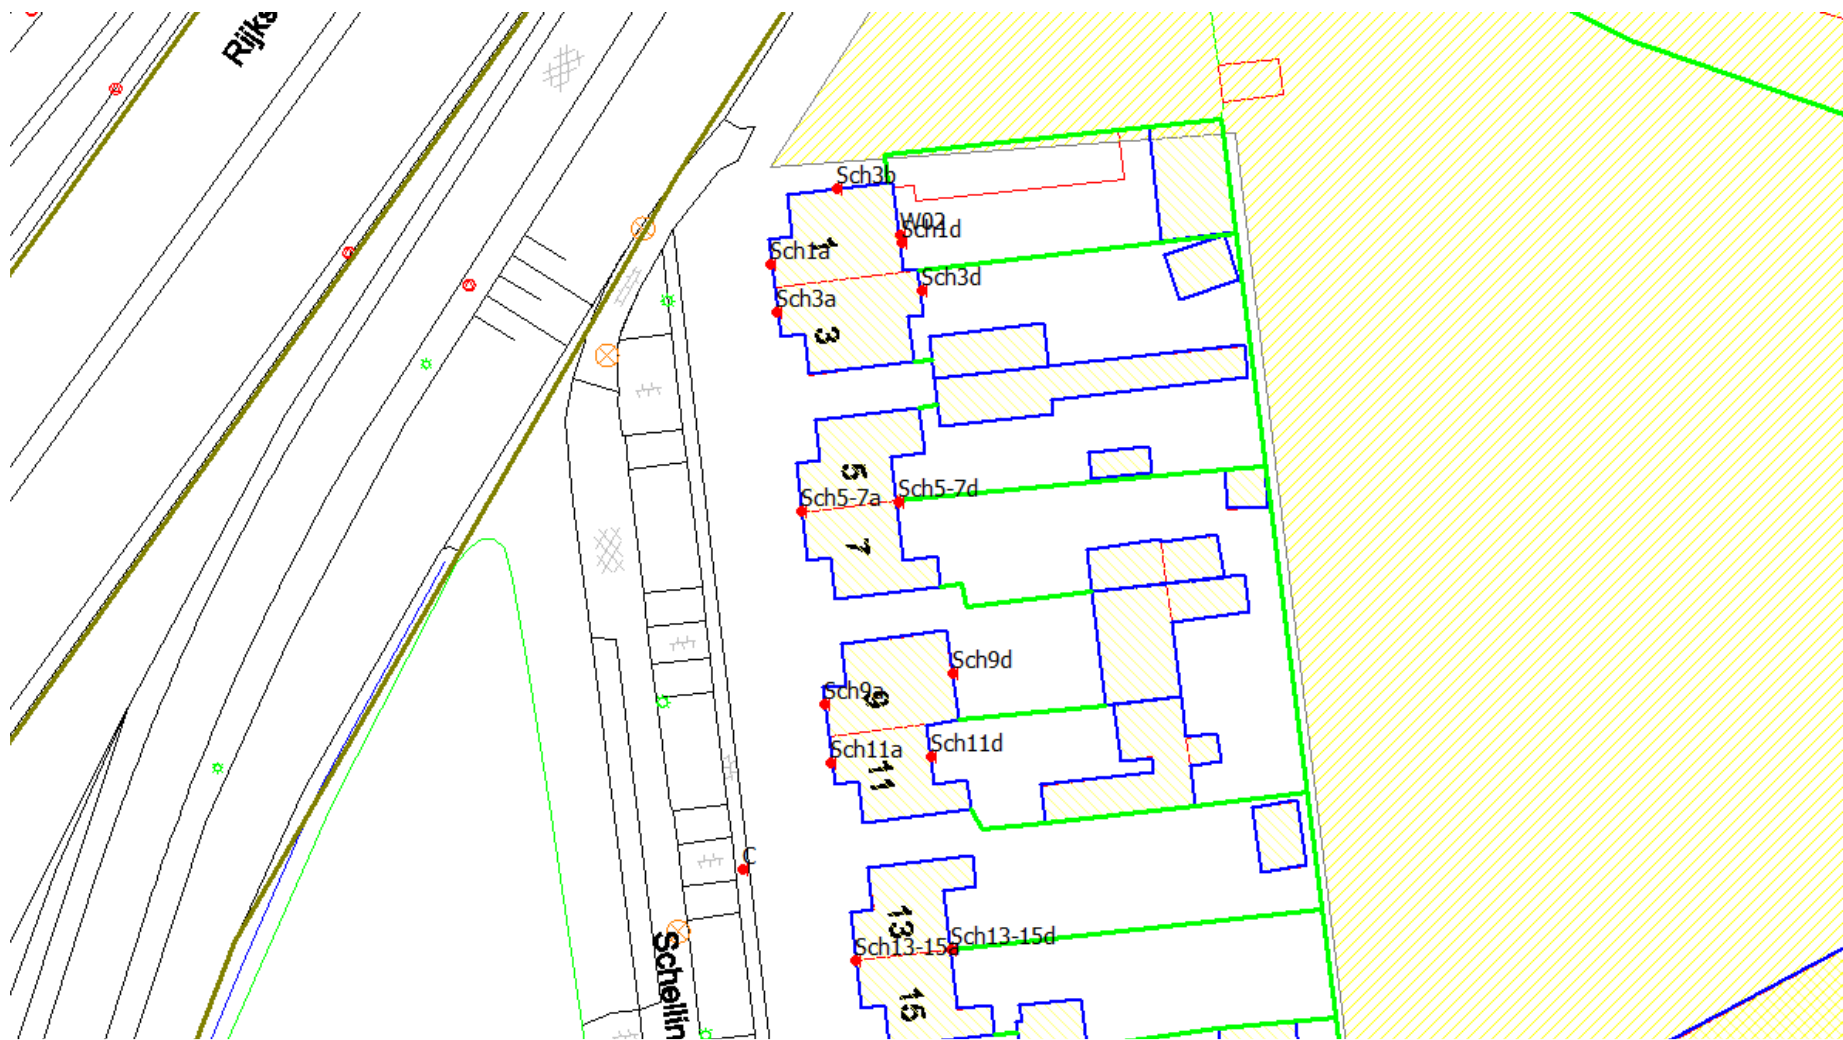 Rijks
Sch3b
W02
Sch1d
1
Sch1a
Sch3d
Sch3a
3
5
Sch5-7a
Sch5-7d
7
Sch9d
Sch9a
9
Sch11a
Sch11d
11
C
13
Sch13-15a
Sch13-15d
15
Schellin